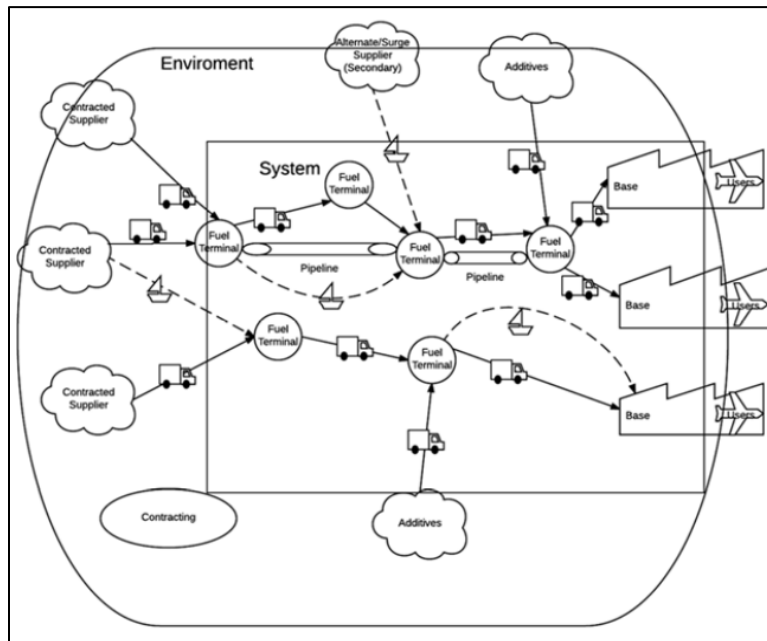 Alternate/Surge
Supplier
(Secondary)
Additives
Enviroment
Contracted
Supplier
System
Fuel
Terminal
Base
Users
Fuel
Terminal
Contracted
Supplier
Pipeline
Fuel
Terminal
Pipeline
Fuel
Terminal
Base
Users
Fuel
Terminal
Fuel
Terminal
Contracted
Supplier
Base
Users
Contracting
Additives